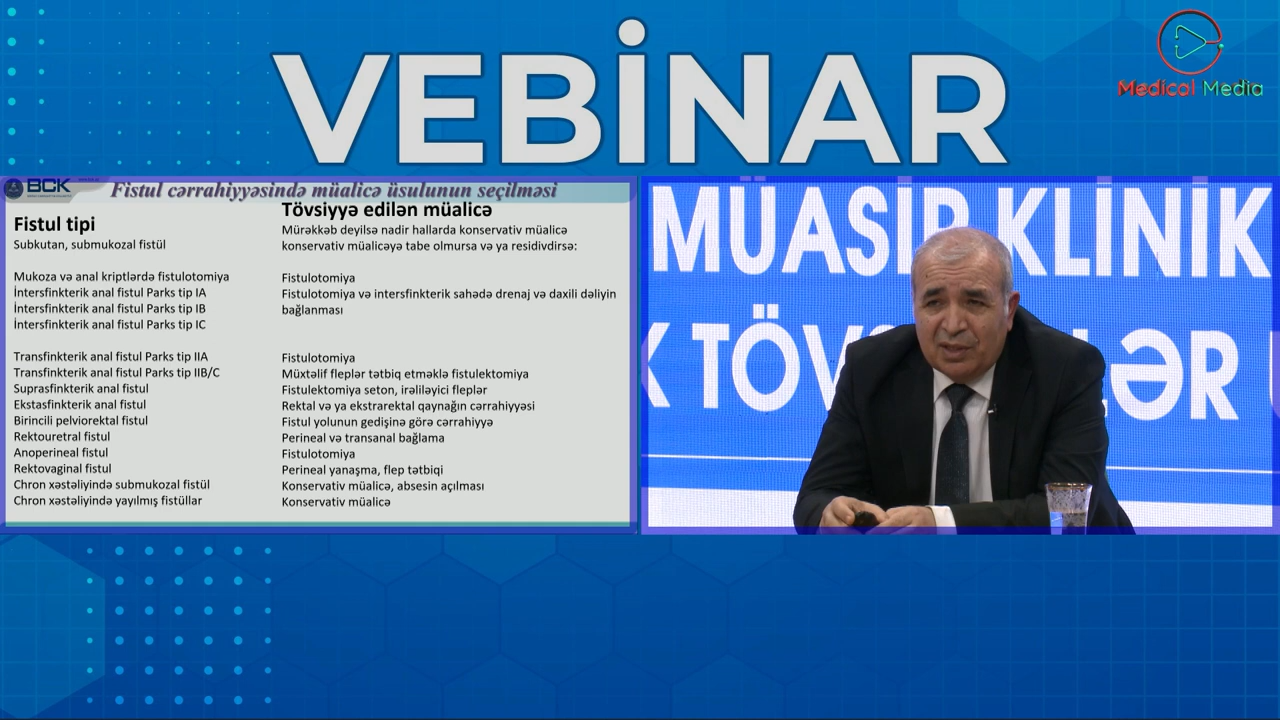 VEBİNAR
Medical Media
BCK
Fistul cərrahiyyəsində müalicə üsulunun seçilməsi
Fistul tipi
Tövsiyyə edilən müalicə
Subkutan, submukozal fistül
Mürəkkəb deyilsə nadir hallarda konservativ müalicə
konservativ müalicəyə tabe olmursa və ya residivdirsə:
Mukoza və anal kriptlərdə fistulotomiya
Fistulotomiya
İntersfinkterik anal fistul Parks tip IA
Fistulotomiya və intersfinkterik sahədə drenaj və daxili dəliyin
İntersfinkterik anal fistul Parks tip IB
bağlanması
İntersfinkterik anal fistul Parks tip IC
Transfinkterik anal fistul Parks tip IIA
Fistulotomiya
Transfinkterik anal fistul Parks tip IIB/C
Müxtəlif fleplər tətbiq etməklə fistulektomiya
Suprasfinkterik anal fistul
Fistulektomiya seton, irəliləyici fleplər
Ekstasfinkterik anal fistul
Rektal və ya ekstrarektal qaynağın cərrahiyyəsi
Birincili pelviorektal fistul
Fistul yolunun gedişinə görə cərrahiyyə
Rektouretral fistul
Perineal və transanal bağlama
Anoperineal fistul
Fistulotomiya
Rektovaginal fistul
Perineal yanaşma, flep tətbiqi
Chron xəstəliyində submukozal fistül
Konservativ müalicə, absesin açılması
Chron xəstəliyində yayılmış fistüllar
Konservativ müalicə
MÜASİR KLİNİK
K TÖV ƏR